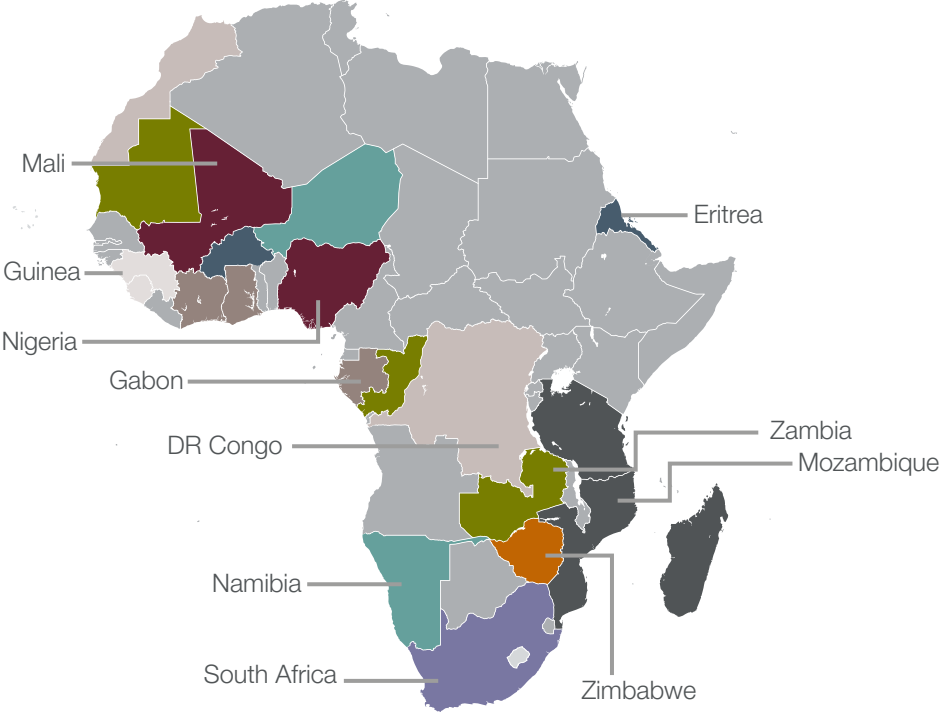 Mali
Eritrea
Guinea
Nigeria
Gabon
Zambia
DR Congo
Mozambique
Namibia
South Africa
Zimbabwe